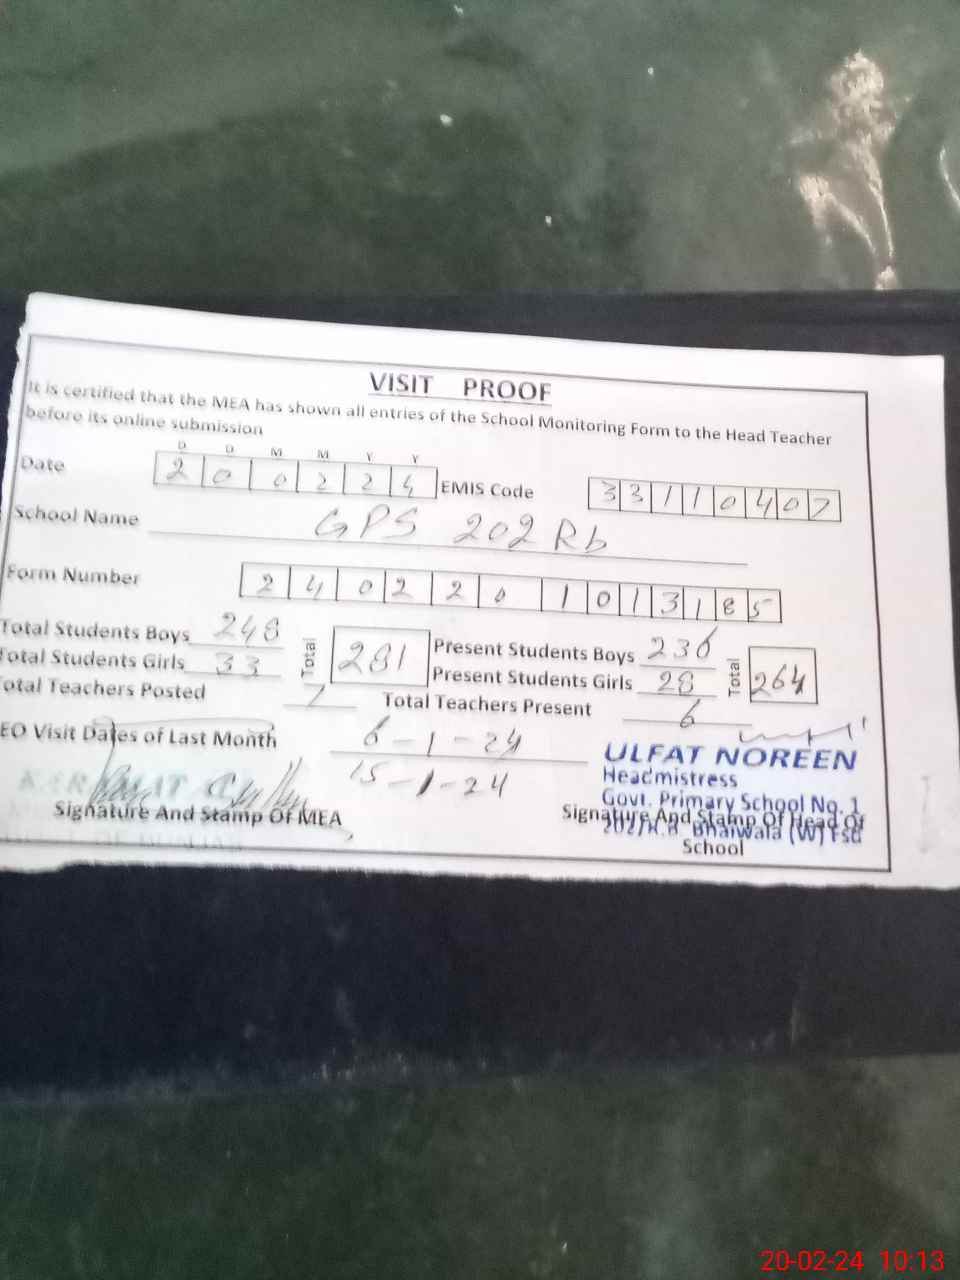 VISIT PROOF
It is certified that the MEA has shown all entries of the School Monitoring Form to the Head Teacher
before its online submission
D D M M Y Y
Date 2 0 0 2 2 4 EMIS Code 3 3 1 1 0 4 0 7
School Name GPS 202 Rb
Form Number 2 4 0 2 2 0 1 0 1 3 1 8 5
Total Students Boys 248 Total 281 Present Students Boys 236 Total 264
Total Students Girls 33 Present Students Girls 28
Total Teachers Posted 7 Total Teachers Present 6
EO Visit Dates of Last Month 6-1-24
15-1-24
ULFAT NOREEN
Headmistress
Govt. Primary School No. 1
202/R.B. Bhaiwala (W) Fsd
KARAMAT
Signature And Stamp Of MEA
Signature And Stamp Of Head Of
School
20-02-24 10:13